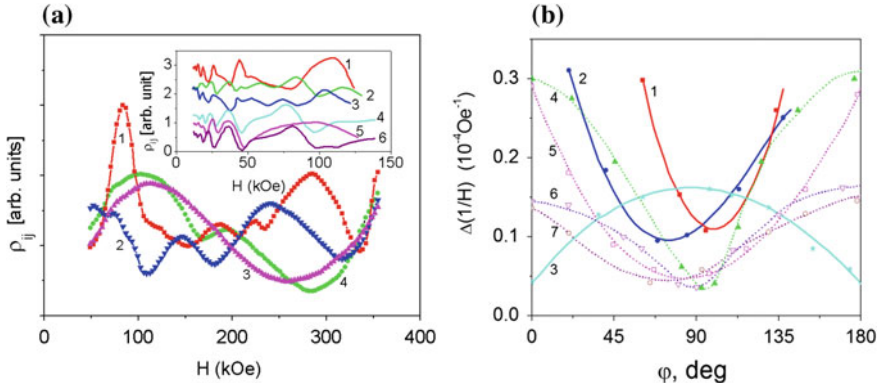 (a)
ρij [arb. units]
H (kOe)
0 100 200 300 400
1
2
3
4
ρij [arb. unit]
3
2
1
0
H (kOe)
0 50 100 150
1
2
3
4
5
6
(b)
Δ(1/H) (10⁻⁴Oe⁻¹)
0.3
0.2
0.1
0.0
φ, deg
0 45 90 135 180
2
1
4
5
6
7
3